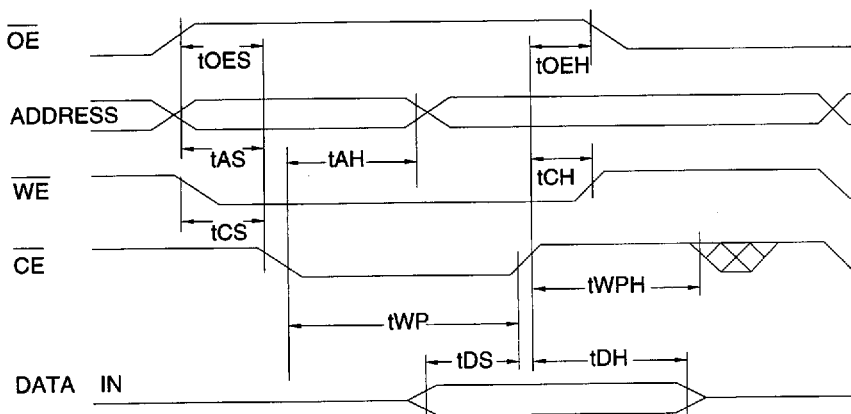 OE
tOES
tOEH
ADDRESS
tAS
tAH
tCH
WE
tCS
CE
tWPH
tWP
tDS
tDH
DATA IN